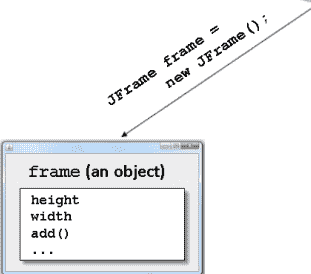 JFrame frame =
new JFrame();
frame (an object)
height
width
add()
...